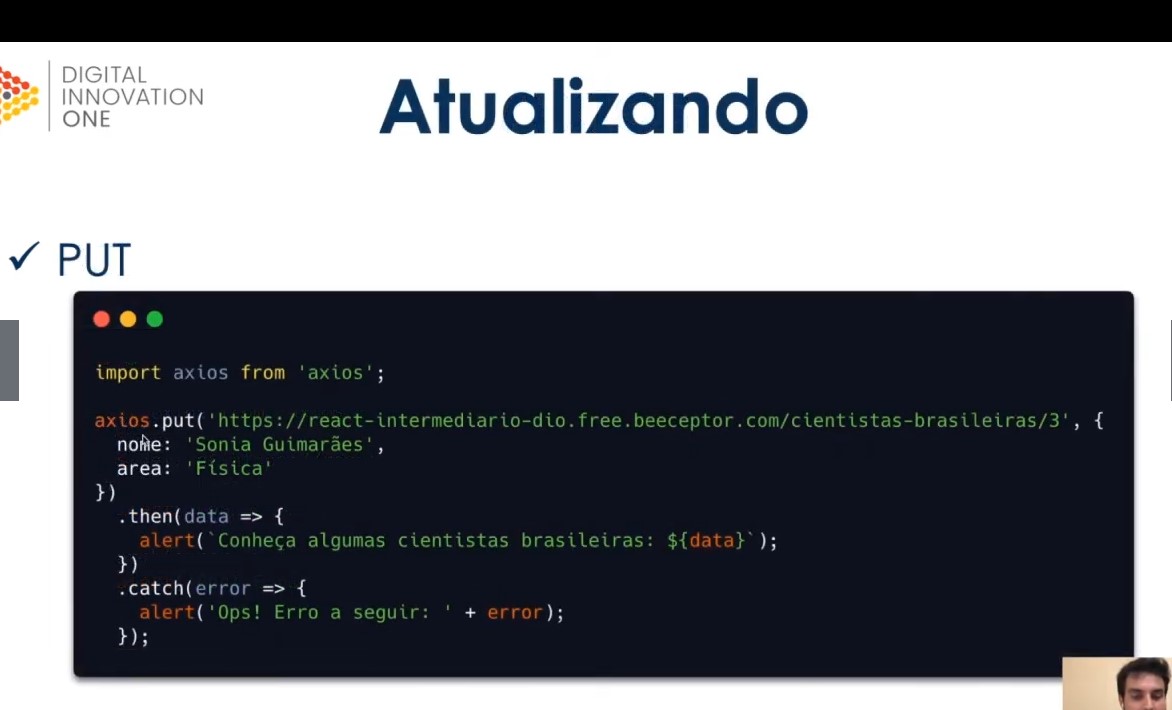 DIGITAL
INNOVATION
ONE
Atualizando
✓ PUT
import axios from 'axios';
axios.put('https://react-intermediario-dio.free.beeceptor.com/cientistas-brasileiras/3', {
  nome: 'Sonia Guimarães',
  area: 'Física'
})
  .then(data => {
    alert(`Conheça algumas cientistas brasileiras: ${data}`);
  })
  .catch(error => {
    alert('Ops! Erro a seguir: ' + error);
  });